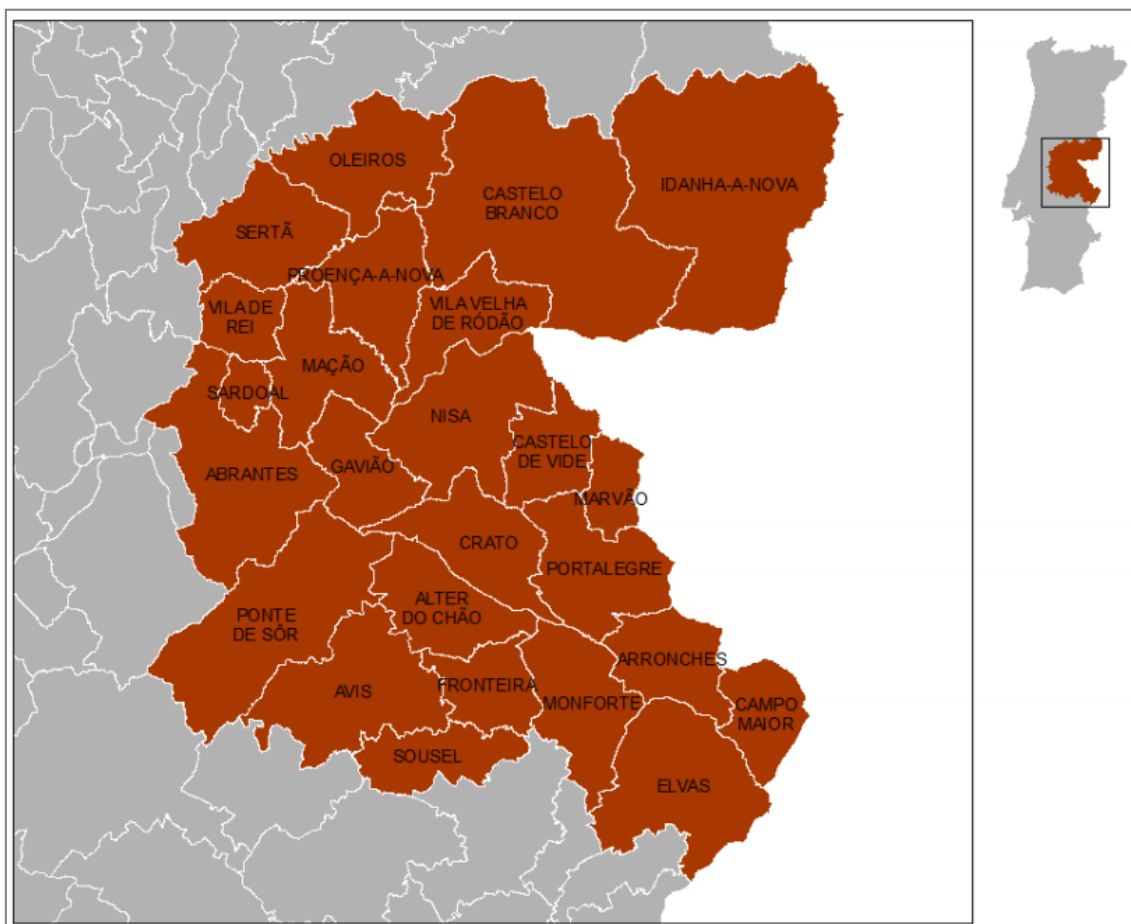 OLEIROS
IDANHA-A-NOVA
CASTELO
BRANCO
SERTÃ
PROENÇA-A-NOVA
VILA DE
REI
VILA VELHA
DE RÓDÃO
MAÇÃO
SARDOAL
NISA
CASTELO
DE VIDE
ABRANTES
GAVIÃO
MARVÃO
CRATO
PORTALEGRE
ALTER
DO CHÃO
PONTE
DE SÔR
ARRONCHES
AVIS
FRONTEIRA
MONFORTE
CAMPO
MAIOR
SOUSEL
ELVAS